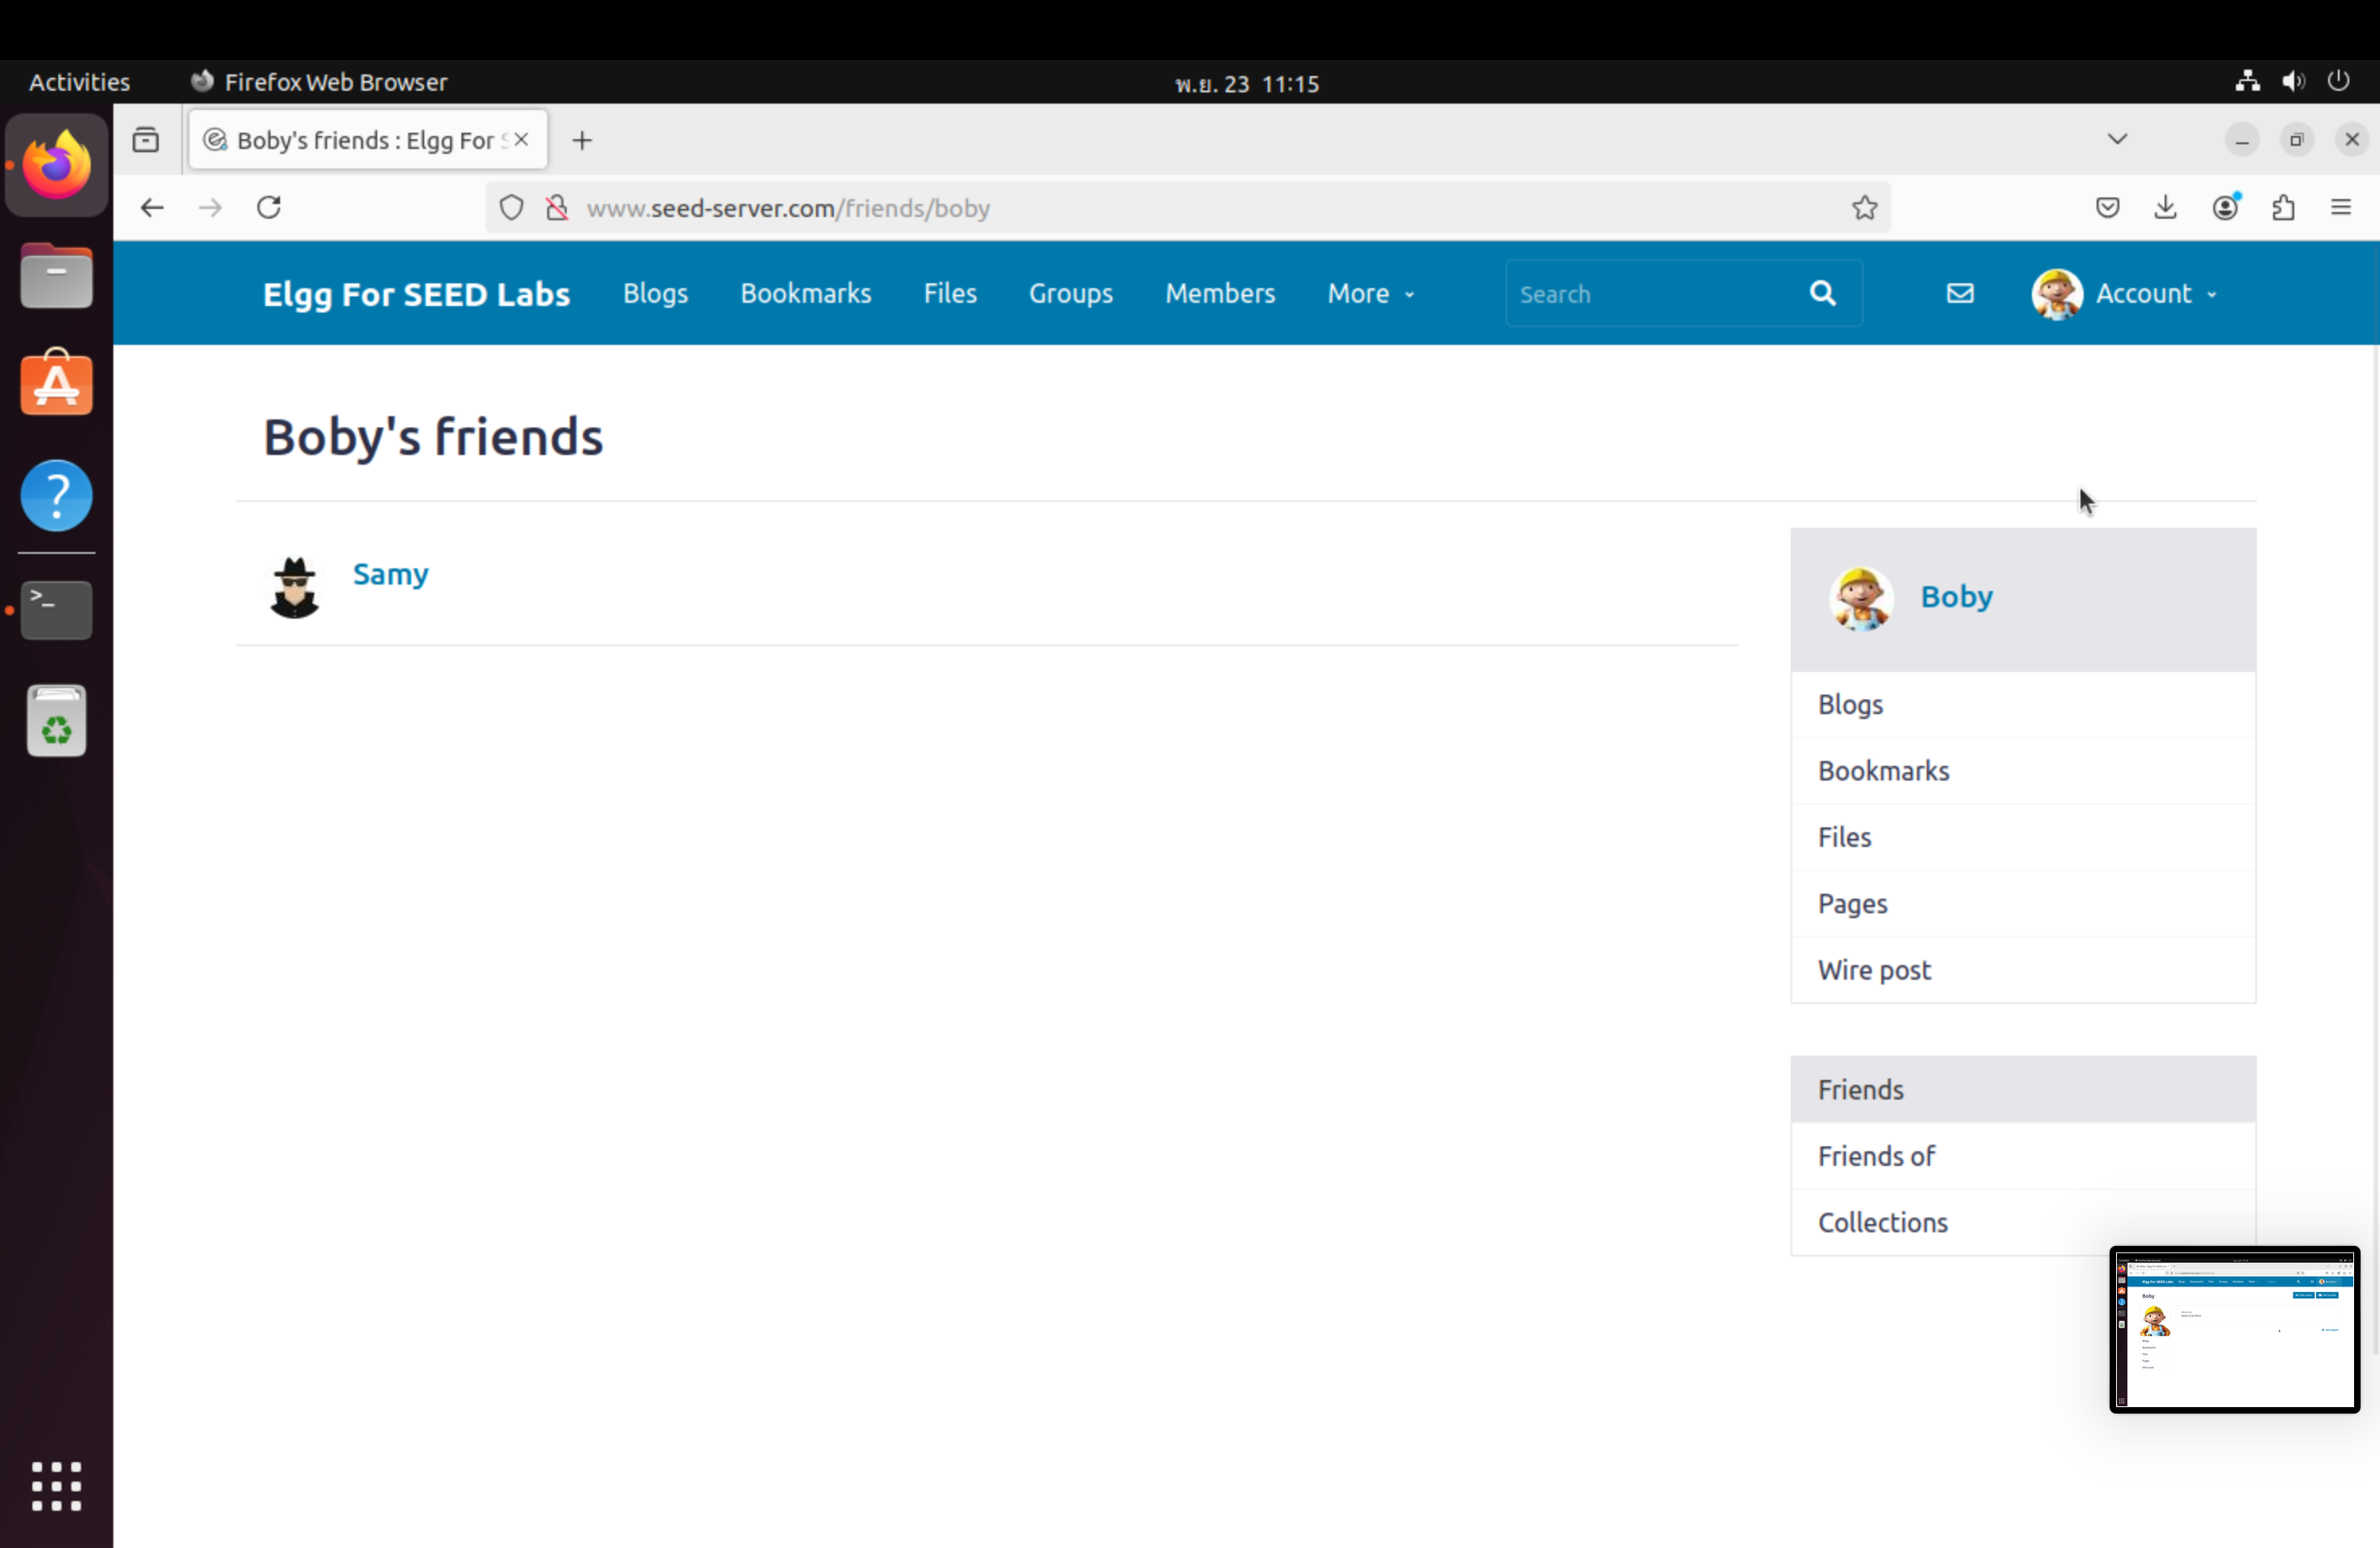 Activities Firefox Web Browser พ.ย. 23 11:15
Boby's friends : Elgg For S
www.seed-server.com/friends/boby
Elgg For SEED Labs Blogs Bookmarks Files Groups Members More Search Account
Boby's friends
Samy
Boby
Blogs
Bookmarks
Files
Pages
Wire post
Friends
Friends of
Collections
Boby